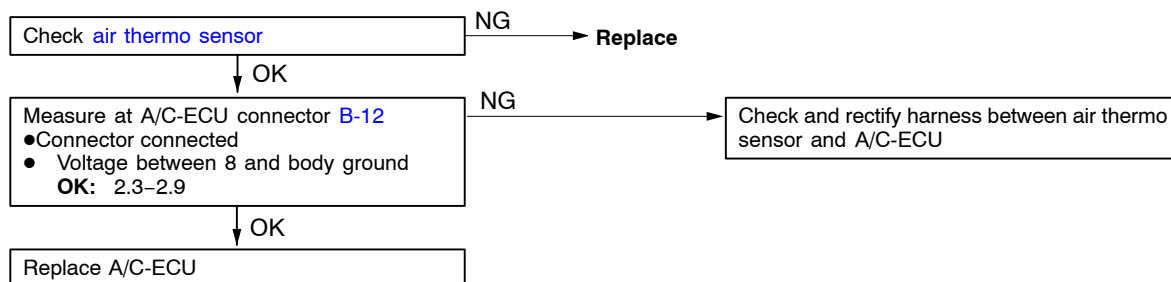 Check air thermo sensor
NG
Replace
OK
Measure at A/C-ECU connector B-12
●Connector connected
● Voltage between 8 and body ground
OK: 2.3–2.9
NG
Check and rectify harness between air thermo
sensor and A/C-ECU
OK
Replace A/C-ECU